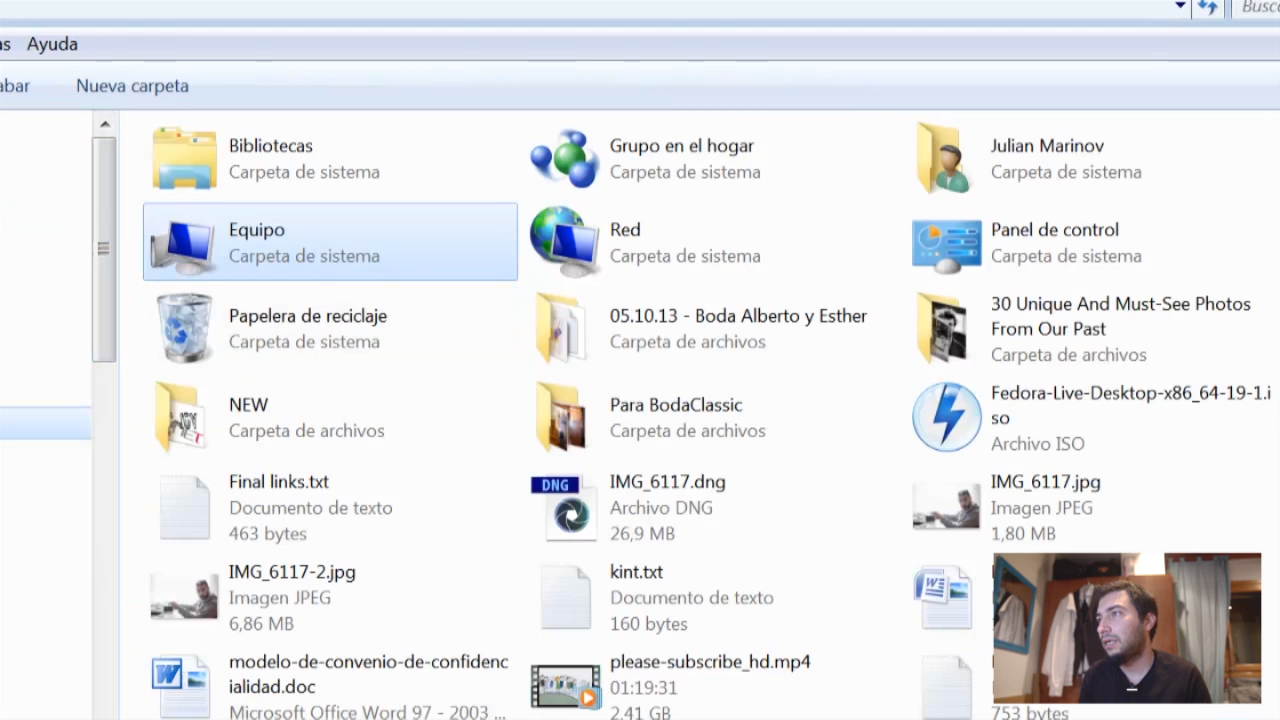 Busc
as Ayuda
abar Nueva carpeta
Bibliotecas
Carpeta de sistema
Grupo en el hogar
Carpeta de sistema
Julian Marinov
Carpeta de sistema
Equipo
Carpeta de sistema
Red
Carpeta de sistema
Panel de control
Carpeta de sistema
Papelera de reciclaje
Carpeta de sistema
05.10.13 - Boda Alberto y Esther
Carpeta de archivos
30 Unique And Must-See Photos
From Our Past
Carpeta de archivos
NEW
Carpeta de archivos
Para BodaClassic
Carpeta de archivos
Fedora-Live-Desktop-x86_64-19-1.i
so
Archivo ISO
Final links.txt
Documento de texto
463 bytes
DNG
IMG_6117.dng
Archivo DNG
26,9 MB
IMG_6117.jpg
Imagen JPEG
1,80 MB
IMG_6117-2.jpg
Imagen JPEG
6,86 MB
kint.txt
Documento de texto
160 bytes
modelo-de-convenio-de-confidenc
ialidad.doc
Microsoft Office Word 97 - 2003 ...
please-subscribe_hd.mp4
01:19:31
2,41 GB
753 bytes